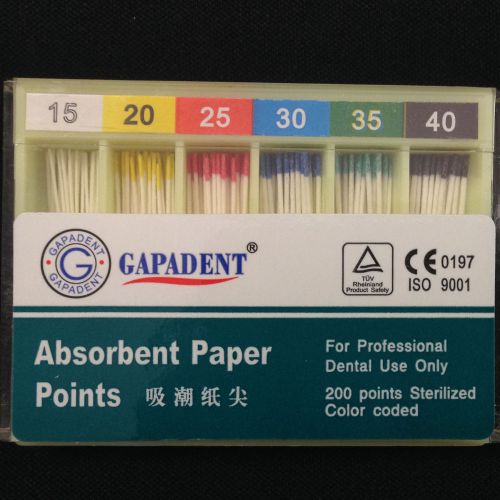 15 20 25 30 35 40
GAPADENT
G
GAPADENT
GAPADENT®
TÜV
Rheinland
Product Safety
CE 0197
ISO 9001
Absorbent Paper
Points 吸潮纸尖
For Professional
Dental Use Only
200 points Sterilized
Color coded